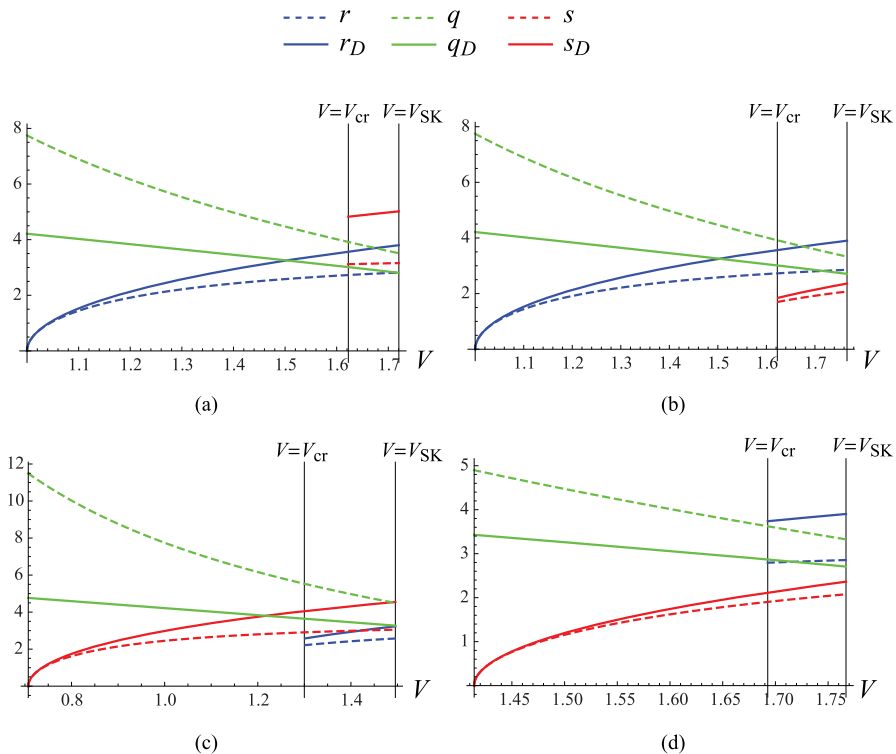 r q s
r_D q_D s_D
V=V_cr V=V_SK V=V_cr V=V_SK
8 8
6 6
4 4
2 2
1.1 1.2 1.3 1.4 1.5 1.6 1.7 V 1.1 1.2 1.3 1.4 1.5 1.6 1.7 V
(a) (b)
V=V_cr V=V_SK V=V_cr V=V_SK
12 5
10 4
8 3
6 2
4 1
2
0.8 1.0 1.2 1.4 V 1.45 1.50 1.55 1.60 1.65 1.70 1.75 V
(c) (d)